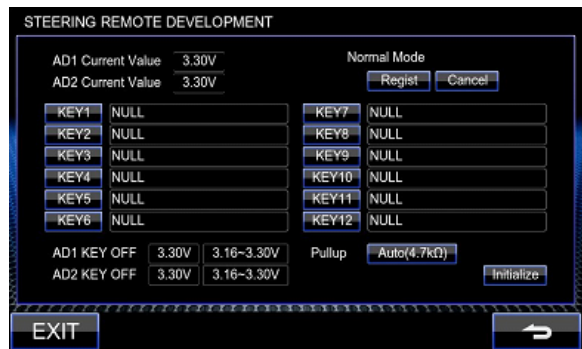 STEERING REMOTE DEVELOPMENT
AD1 Current Value 3.30V Normal Mode
AD2 Current Value 3.30V Regist Cancel
KEY1 NULL KEY7 NULL
KEY2 NULL KEY8 NULL
KEY3 NULL KEY9 NULL
KEY4 NULL KEY10 NULL
KEY5 NULL KEY11 NULL
KEY6 NULL KEY12 NULL
AD1 KEY OFF 3.30V 3.16~3.30V Pullup Auto(4.7kΩ)
AD2 KEY OFF 3.30V 3.16~3.30V Initialize
EXIT